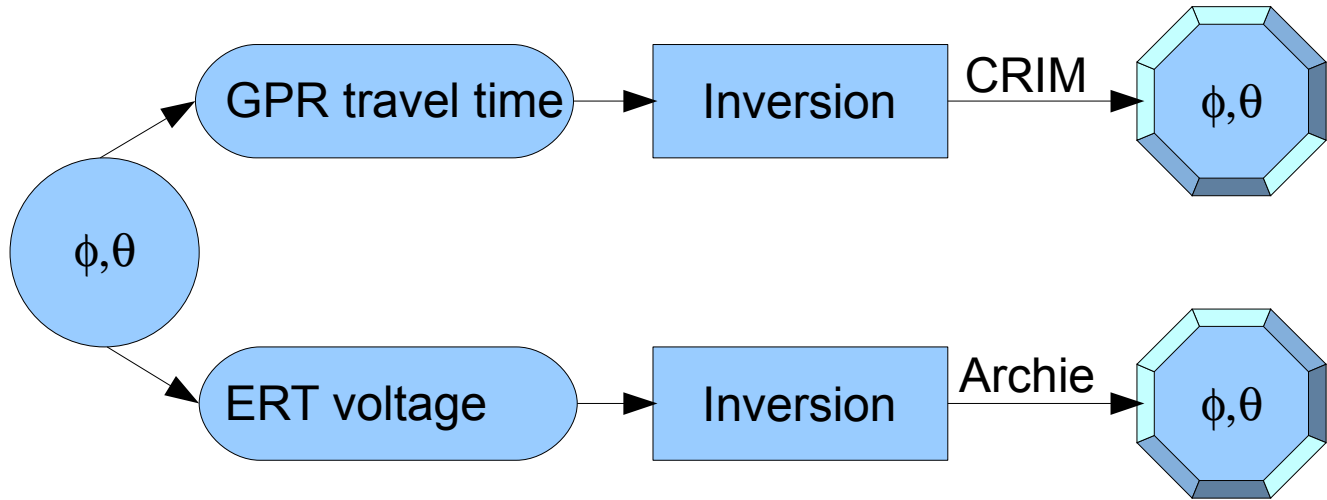 GPR travel time
Inversion
CRIM
ϕ,θ
ϕ,θ
ERT voltage
Inversion
Archie
ϕ,θ